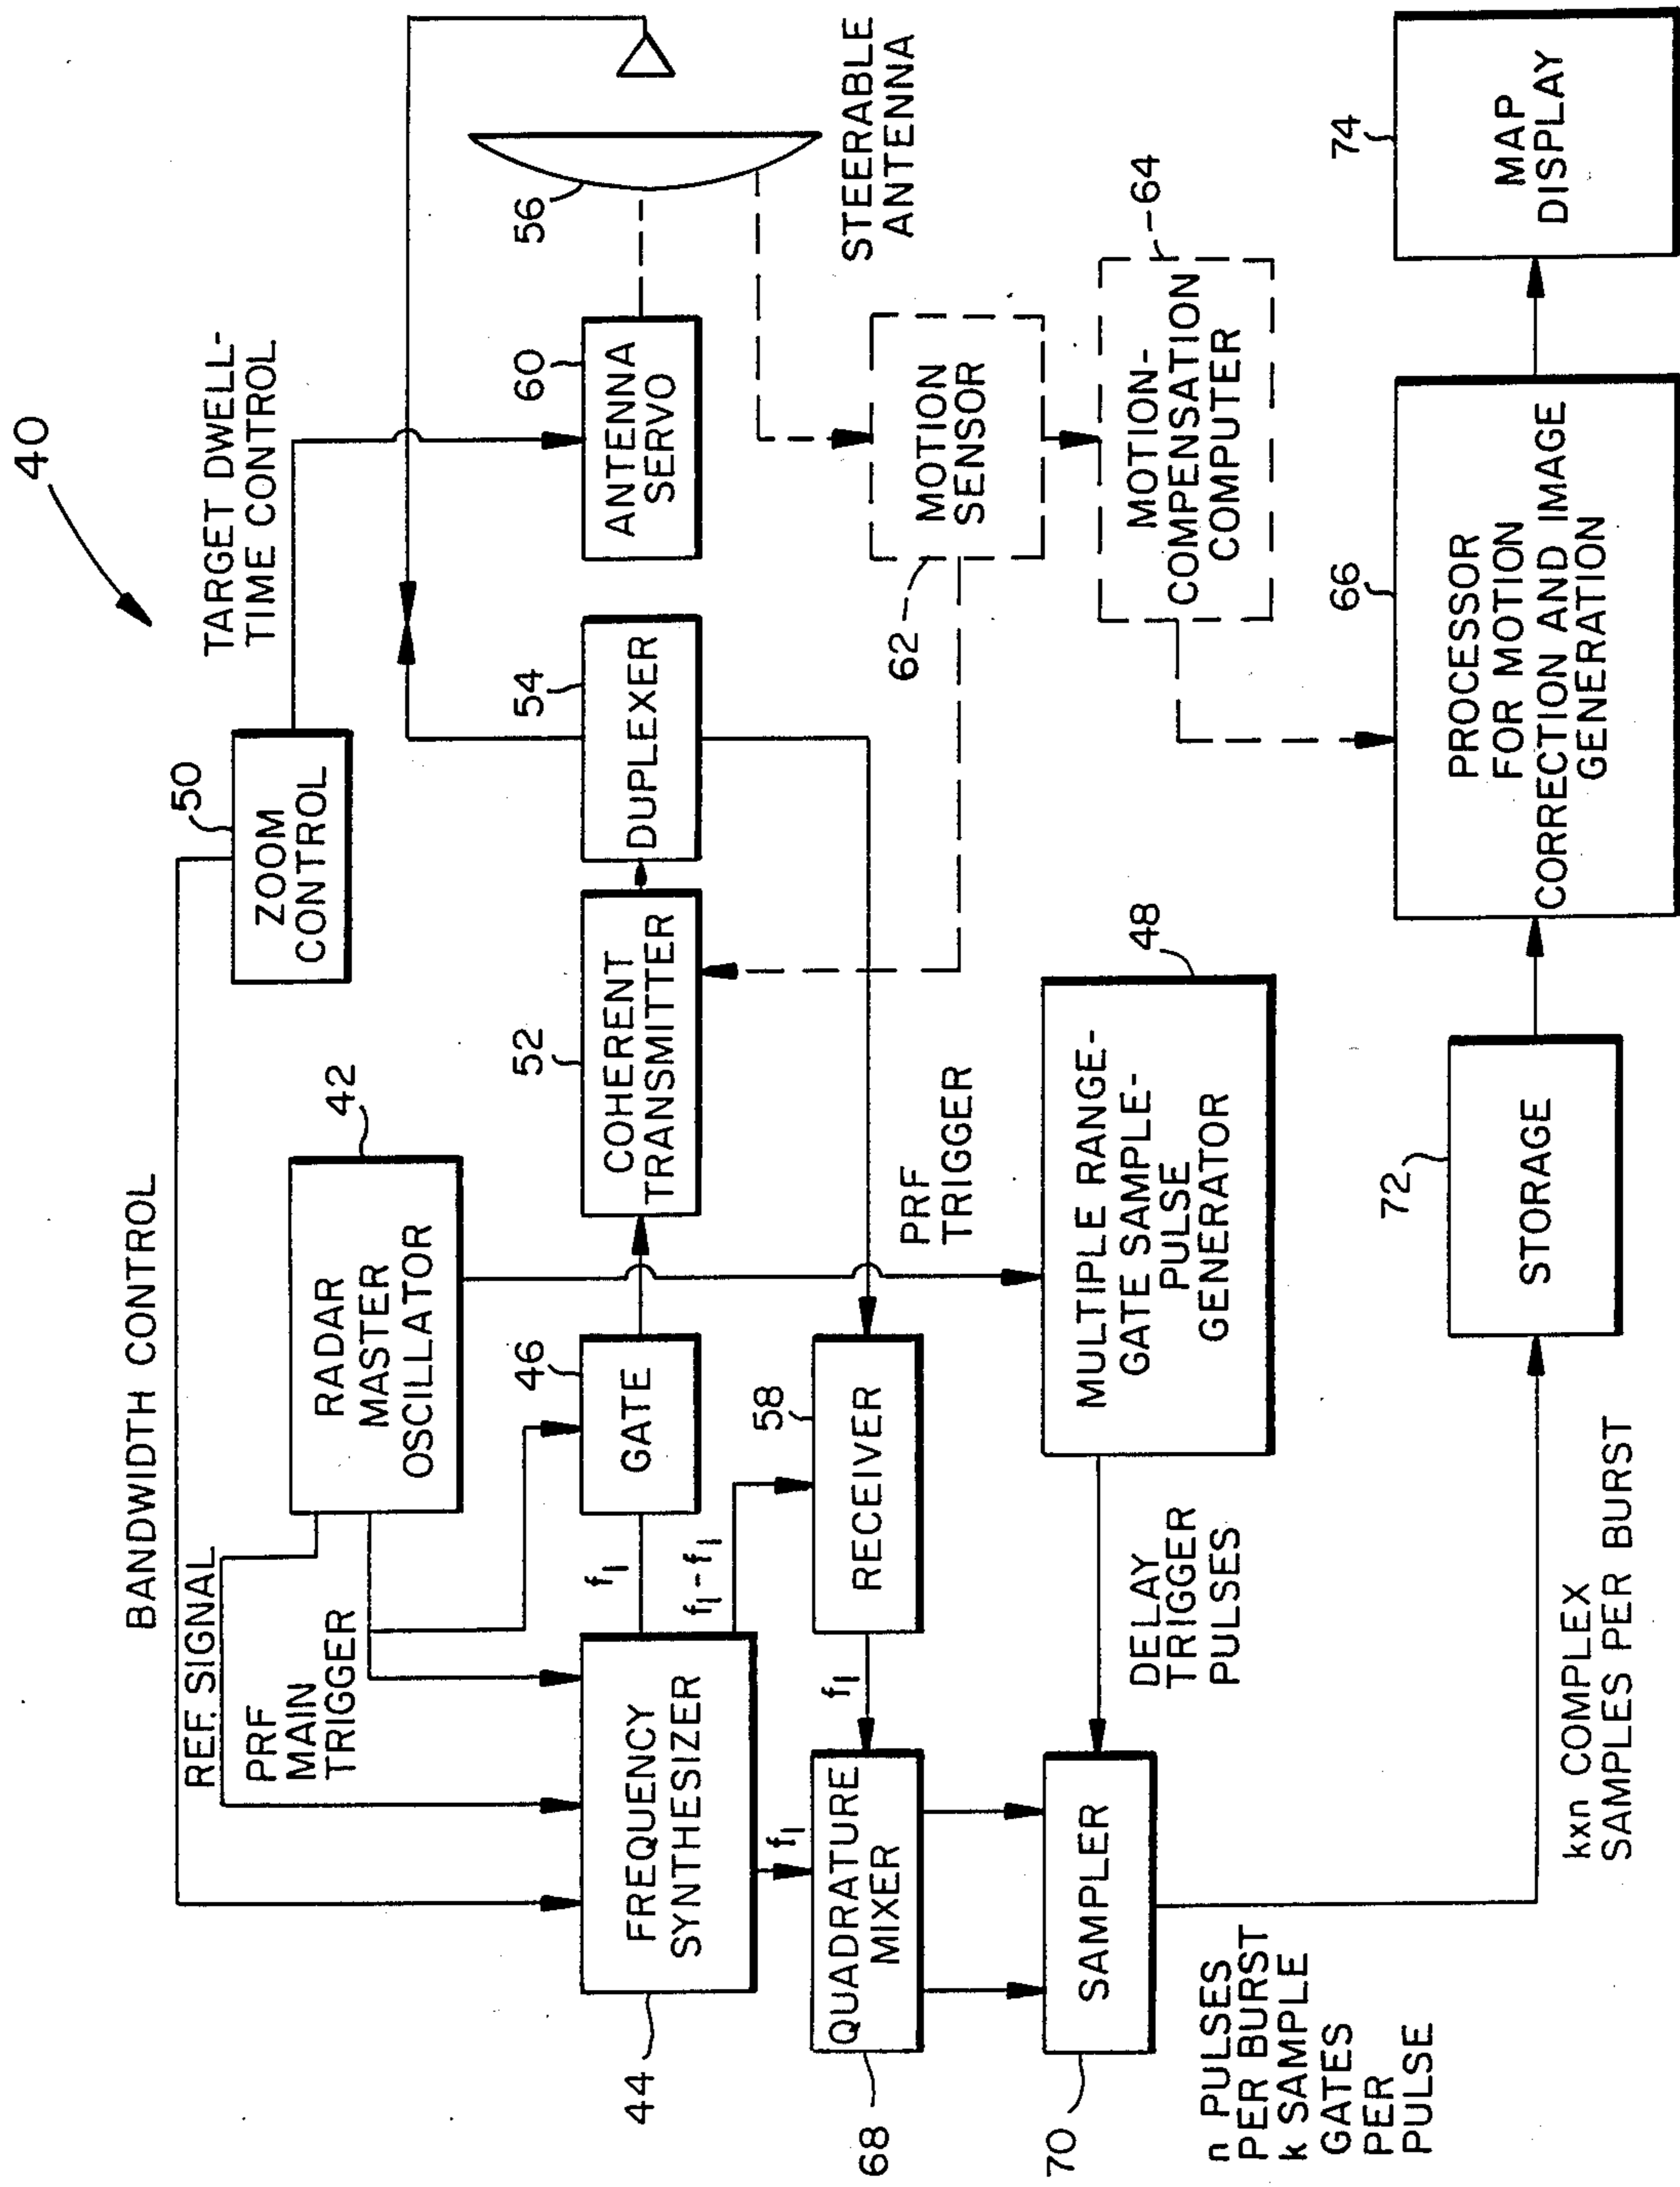 40
BANDWIDTH CONTROL
TARGET DWELL-
TIME CONTROL
REF. SIGNAL
50
ZOOM
CONTROL
PRF
MAIN
TRIGGER
42
RADAR
MASTER
OSCILLATOR
44
FREQUENCY
SYNTHESIZER
f1
46
GATE
52
COHERENT
TRANSMITTER
54
DUPLEXER
60
ANTENNA
SERVO
56
STEERABLE
ANTENNA
f1-f1
f1
58
RECEIVER
f1
68
QUADRATURE
MIXER
PRF
TRIGGER
62
MOTION
SENSOR
70
SAMPLER
DELAY
TRIGGER
PULSES
48
MULTIPLE RANGE-
GATE SAMPLE-
PULSE
GENERATOR
64
MOTION-
COMPENSATION
COMPUTER
n PULSES
PER BURST
k SAMPLE
GATES
PER
PULSE
kxn COMPLEX
SAMPLES PER BURST
72
STORAGE
66
PROCESSOR
FOR MOTION
CORRECTION AND IMAGE
GENERATION
74
MAP
DISPLAY